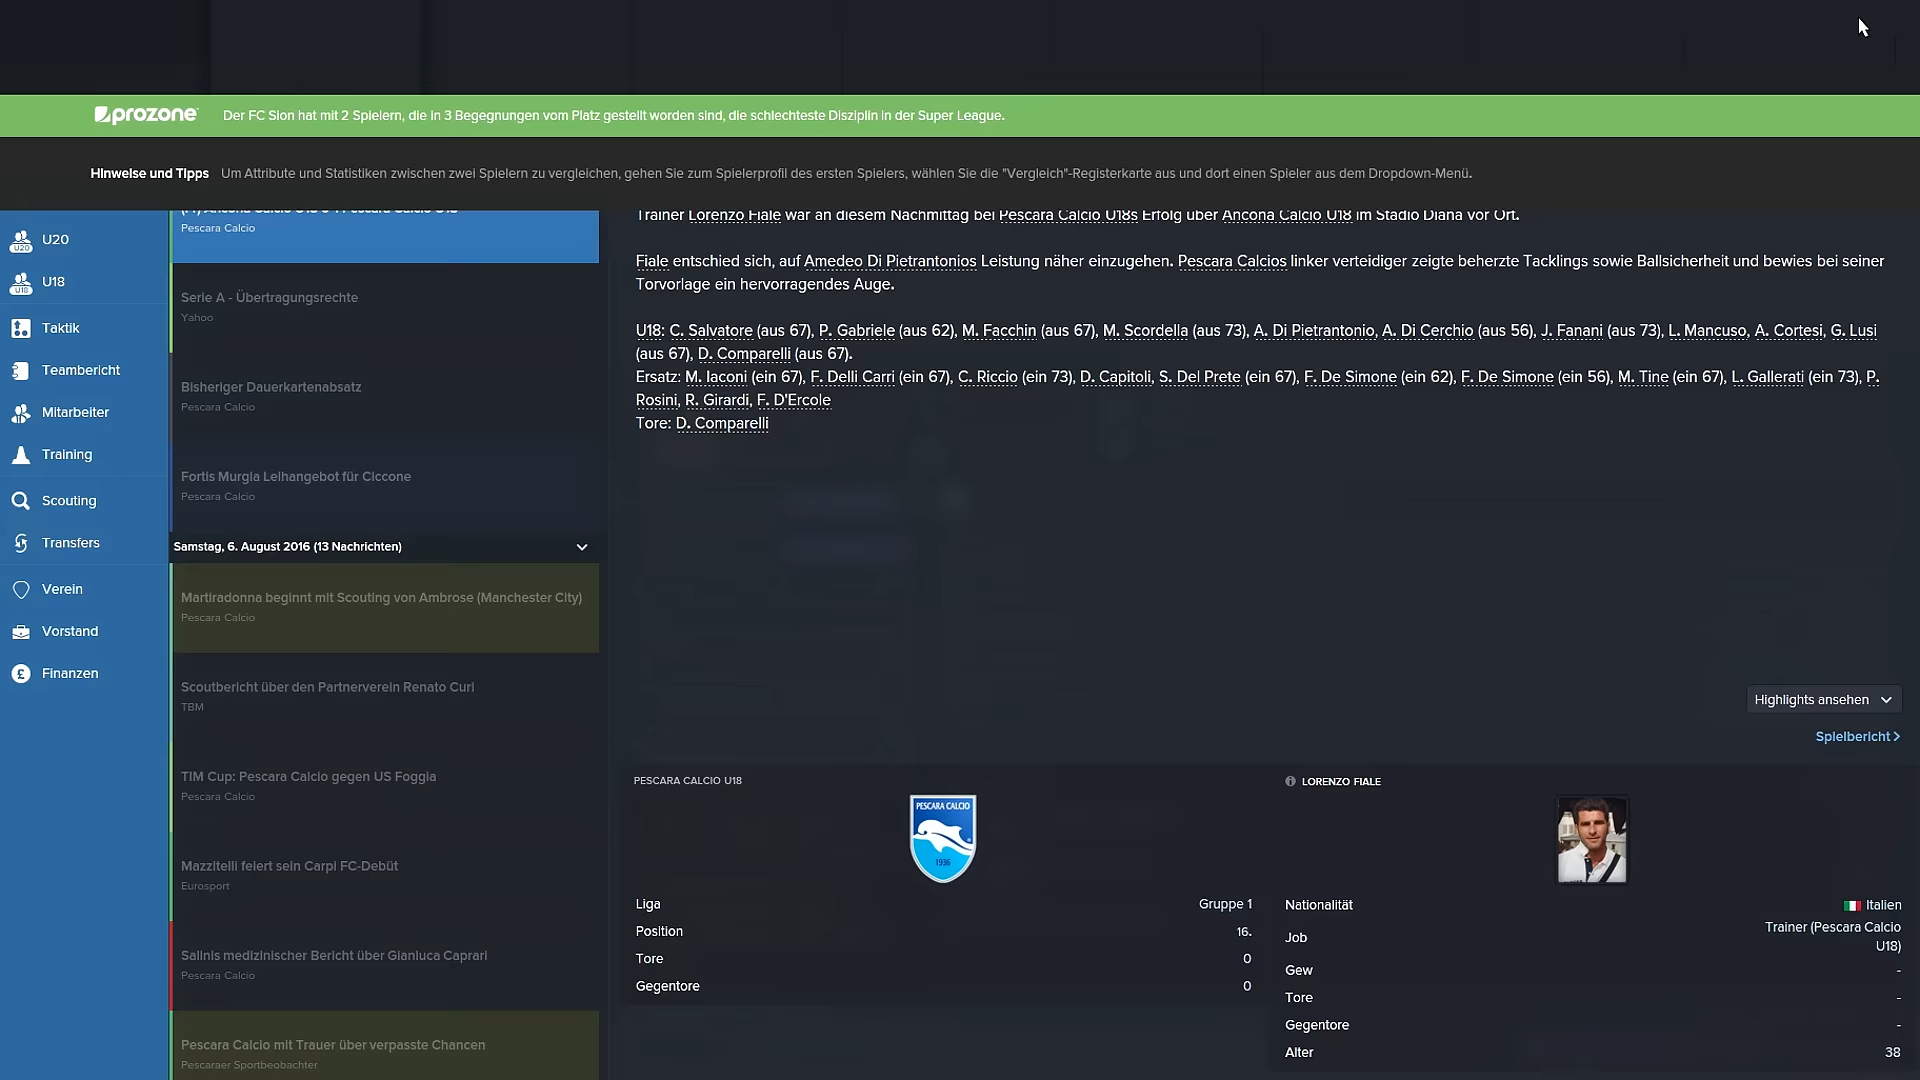 prozone Der FC Sion hat mit 2 Spielern, die in 3 Begegnungen vom Platz gestellt worden sind, die schlechteste Disziplin in der Super League.
Hinweise und Tipps Um Attribute und Statistiken zwischen zwei Spielern zu vergleichen, gehen Sie zum Spielerprofil des ersten Spielers, wählen Sie die "Vergleich"-Registerkarte aus und dort einen Spieler aus dem Dropdown-Menü.
U20
U18
Taktik
Teambericht
Mitarbeiter
Training
Scouting
Transfers
Verein
Vorstand
Finanzen
Pescara Calcio
Serie A - Übertragungsrechte
Yahoo
Bisheriger Dauerkartenabsatz
Pescara Calcio
Fortis Murgia Leihangebot für Ciccone
Pescara Calcio
Samstag, 6. August 2016 (13 Nachrichten)
Martiradonna beginnt mit Scouting von Ambrose (Manchester City)
Pescara Calcio
Scoutbericht über den Partnerverein Renato Curi
TBM
TIM Cup: Pescara Calcio gegen US Foggia
Pescara Calcio
Mazzitelli feiert sein Carpi FC-Debüt
Eurosport
Salinis medizinischer Bericht über Gianluca Caprari
Pescara Calcio
Pescara Calcio mit Trauer über verpasste Chancen
Pescaraer Sportbeobachter
Trainer Lorenzo Fiale war an diesem Nachmittag bei Pescara Calcio U18s Erfolg über Ancona Calcio U18 im Stadio Diana vor Ort.
Fiale entschied sich, auf Amedeo Di Pietrantonios Leistung näher einzugehen. Pescara Calcios linker verteidiger zeigte beherzte Tacklings sowie Ballsicherheit und bewies bei seiner
Torvorlage ein hervorragendes Auge.
U18: C. Salvatore (aus 67), P. Gabriele (aus 62), M. Facchin (aus 67), M. Scordella (aus 73), A. Di Pietrantonio, A. Di Cerchio (aus 56), J. Fanani (aus 73), L. Mancuso, A. Cortesi, G. Lusi
(aus 67), D. Comparelli (aus 67).
Ersatz: M. Iaconi (ein 67), F. Delli Carri (ein 67), C. Riccio (ein 73), D. Capitoli, S. Del Prete (ein 67), F. De Simone (ein 62), F. De Simone (ein 56), M. Tine (ein 67), L. Gallerati (ein 73), P.
Rosini, R. Girardi, F. D'Ercole
Tore: D. Comparelli
Highlights ansehen
Spielbericht
PESCARA CALCIO U18
PESCARA CALCIO
1936
Liga Gruppe 1
Position 16.
Tore 0
Gegentore 0
LORENZO FIALE
Nationalität Italien
Job Trainer (Pescara Calcio
U18)
Gew -
Tore -
Gegentore -
Alter 38